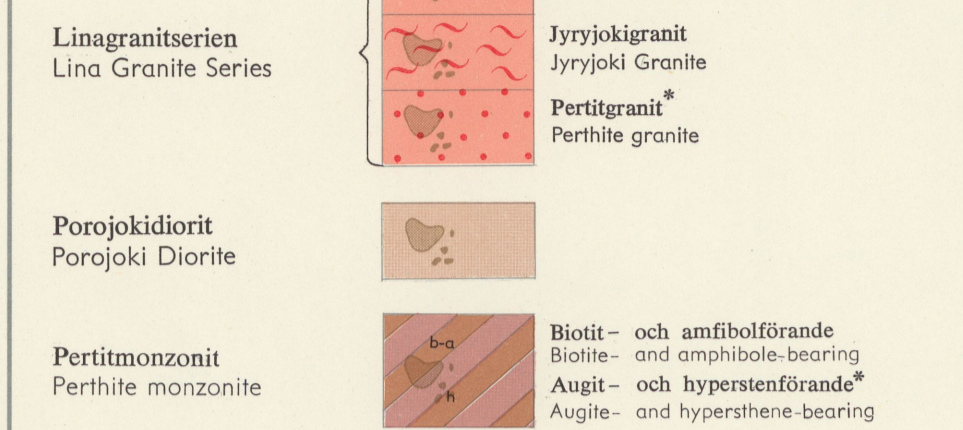 Linagranitserien
Lina Granite Series
Jyryjokigranit
Jyryjoki Granite
Pertitgranit*
Perthite granite
Porojokidiorit
Porojoki Diorite
Pertitmonzonit
Perthite monzonite
b-a
h
Biotit– och amfibolförande
Biotite– and amphibole-bearing
Augit– och hyperstenförande*
Augite– and hypersthene-bearing